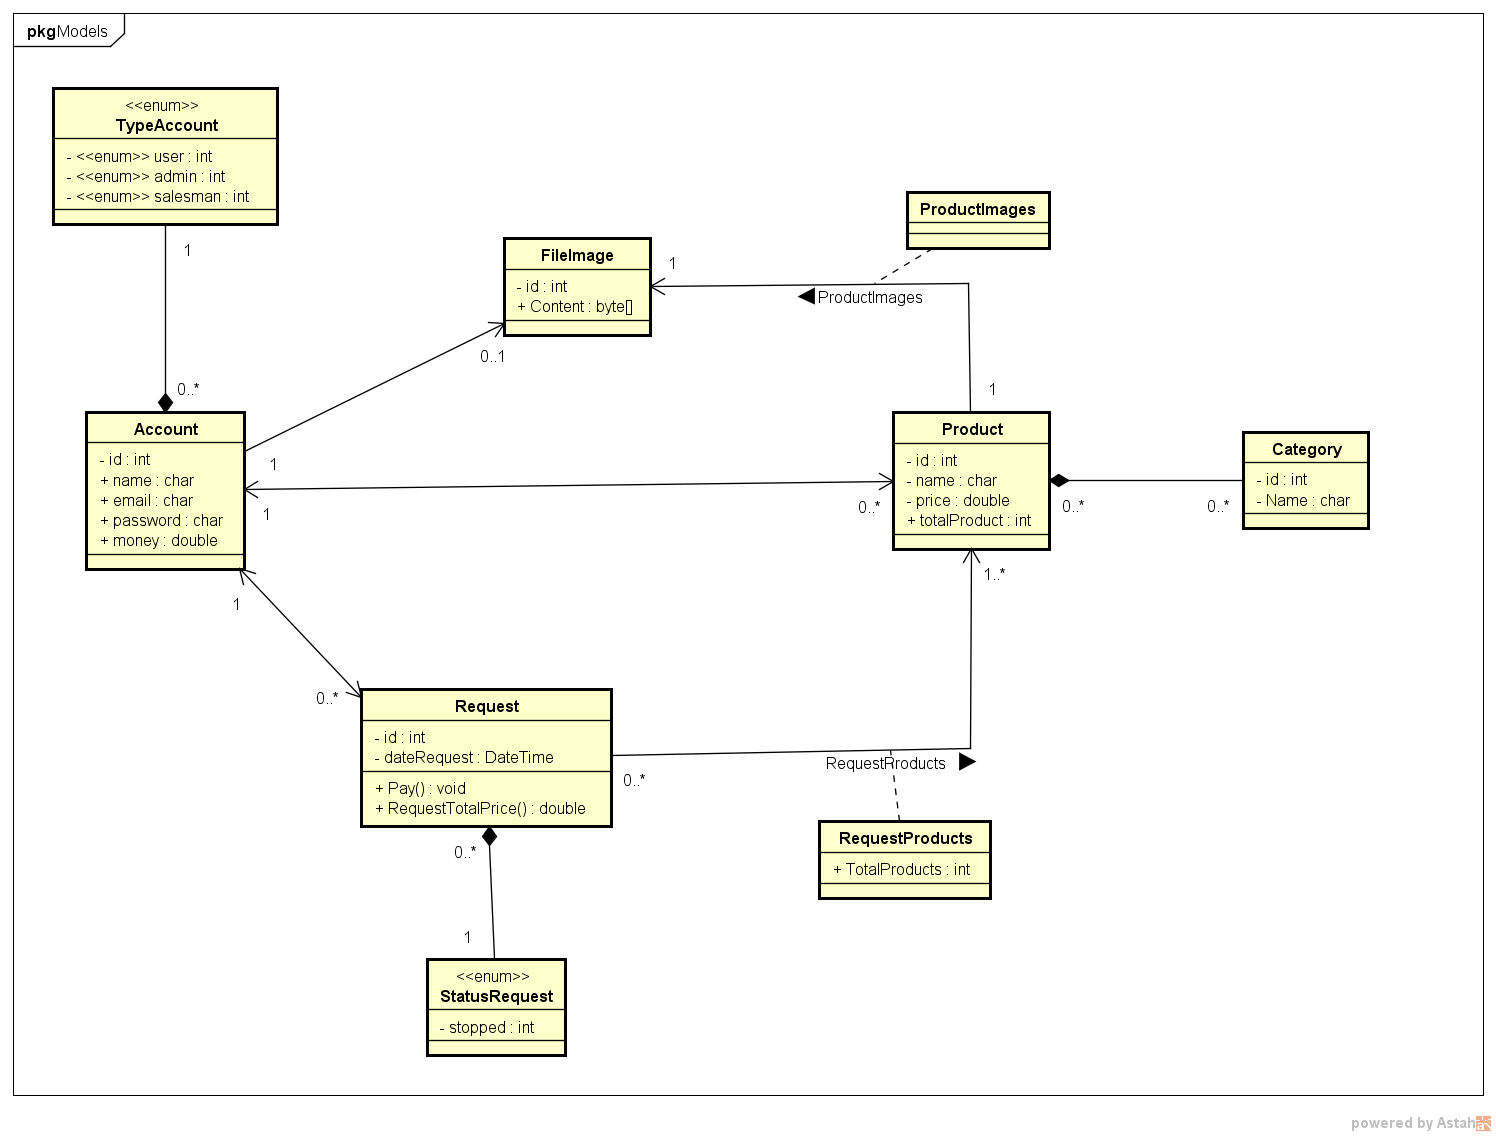 pkgModels
<<enum>>
TypeAccount
- <<enum>> user : int
- <<enum>> admin : int
- <<enum>> salesman : int
1
0..*
ProductImages
FileImage
- id : int
+ Content : byte[]
1
ProductImages
0..1
1
Account
- id : int
+ name : char
+ email : char
+ password : char
+ money : double
1
1
0..*
Product
- id : int
- name : char
- price : double
+ totalProduct : int
0..*
0..*
Category
- id : int
- Name : char
1..*
1
0..*
Request
- id : int
- dateRequest : DateTime
+ Pay() : void
+ RequestTotalPrice() : double
0..*
RequestProducts
RequestProducts
+ TotalProducts : int
0..*
1
<<enum>>
StatusRequest
- stopped : int
powered by Astah